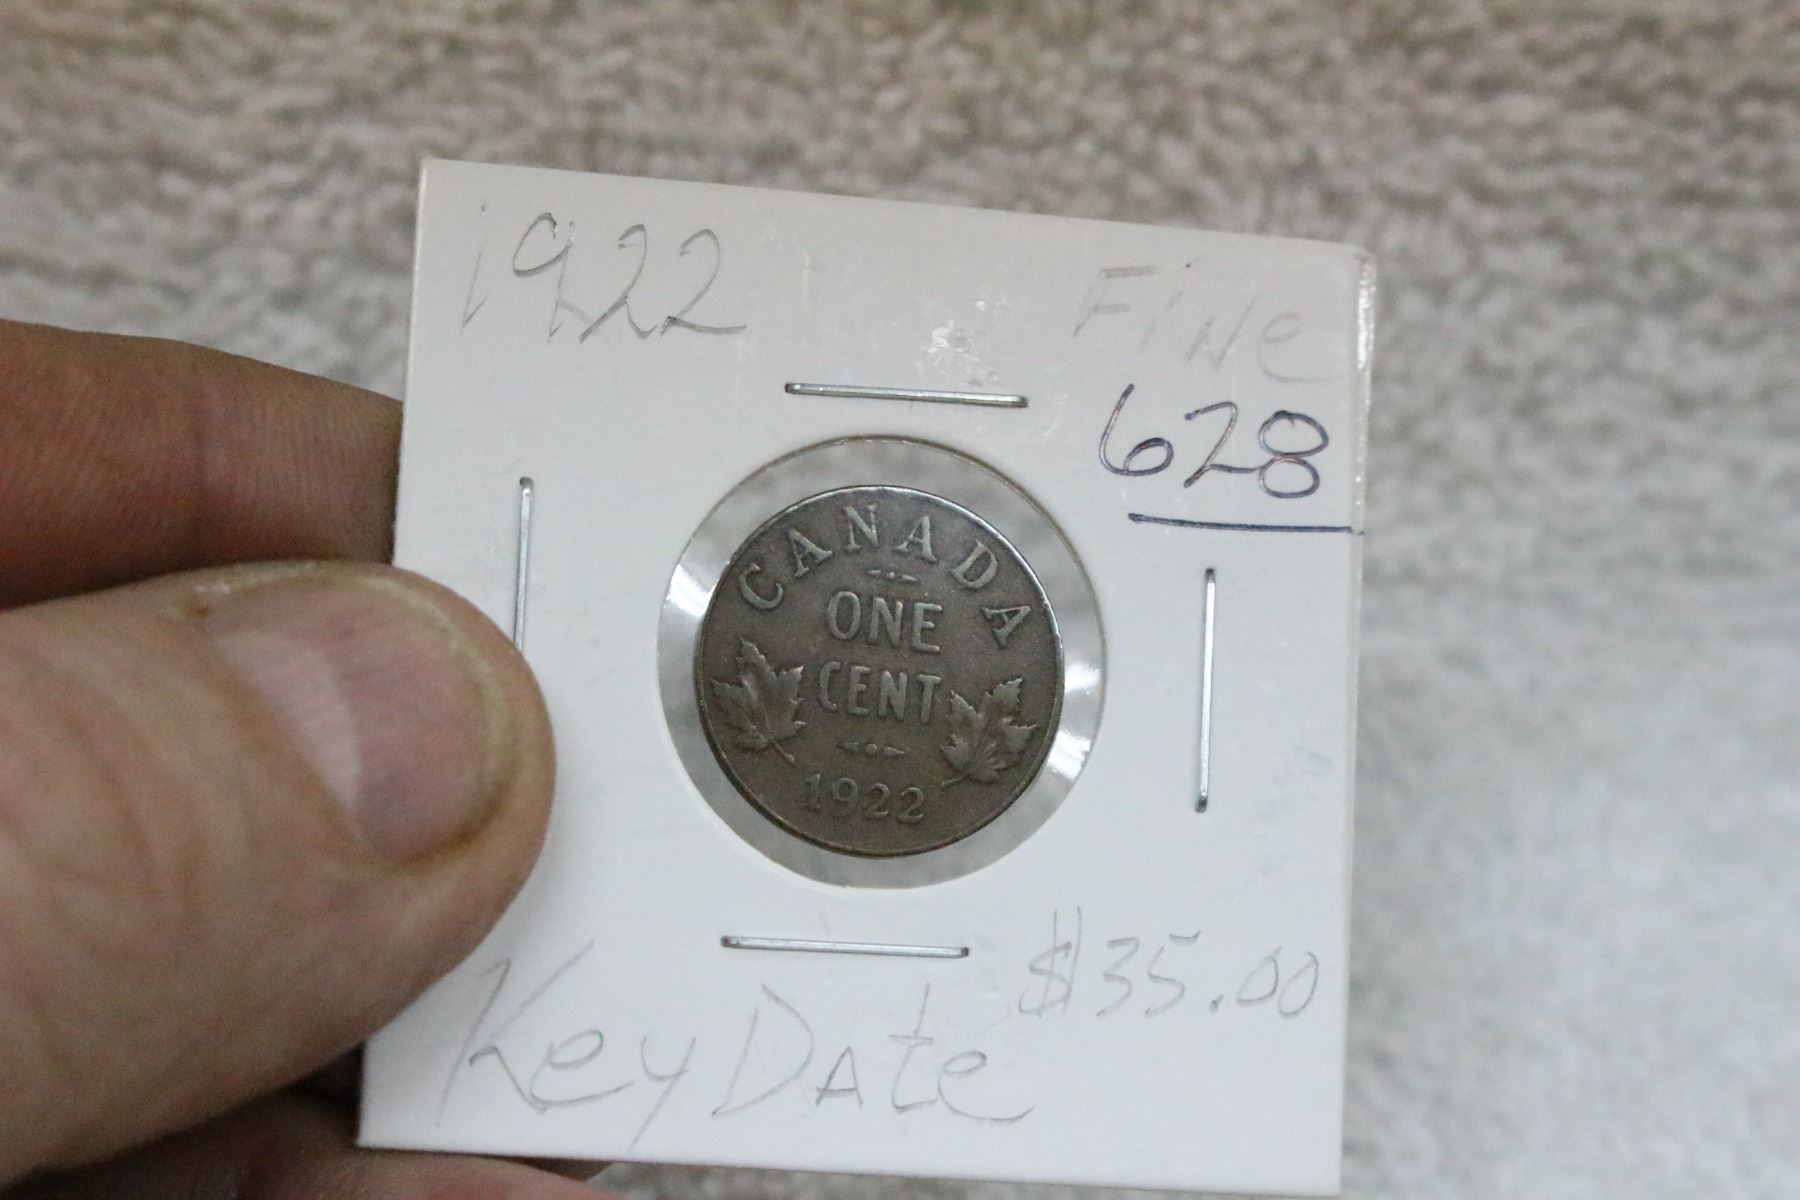 1922 Fine
628
CANADA
ONE
CENT
1922
$35.00
Key Date